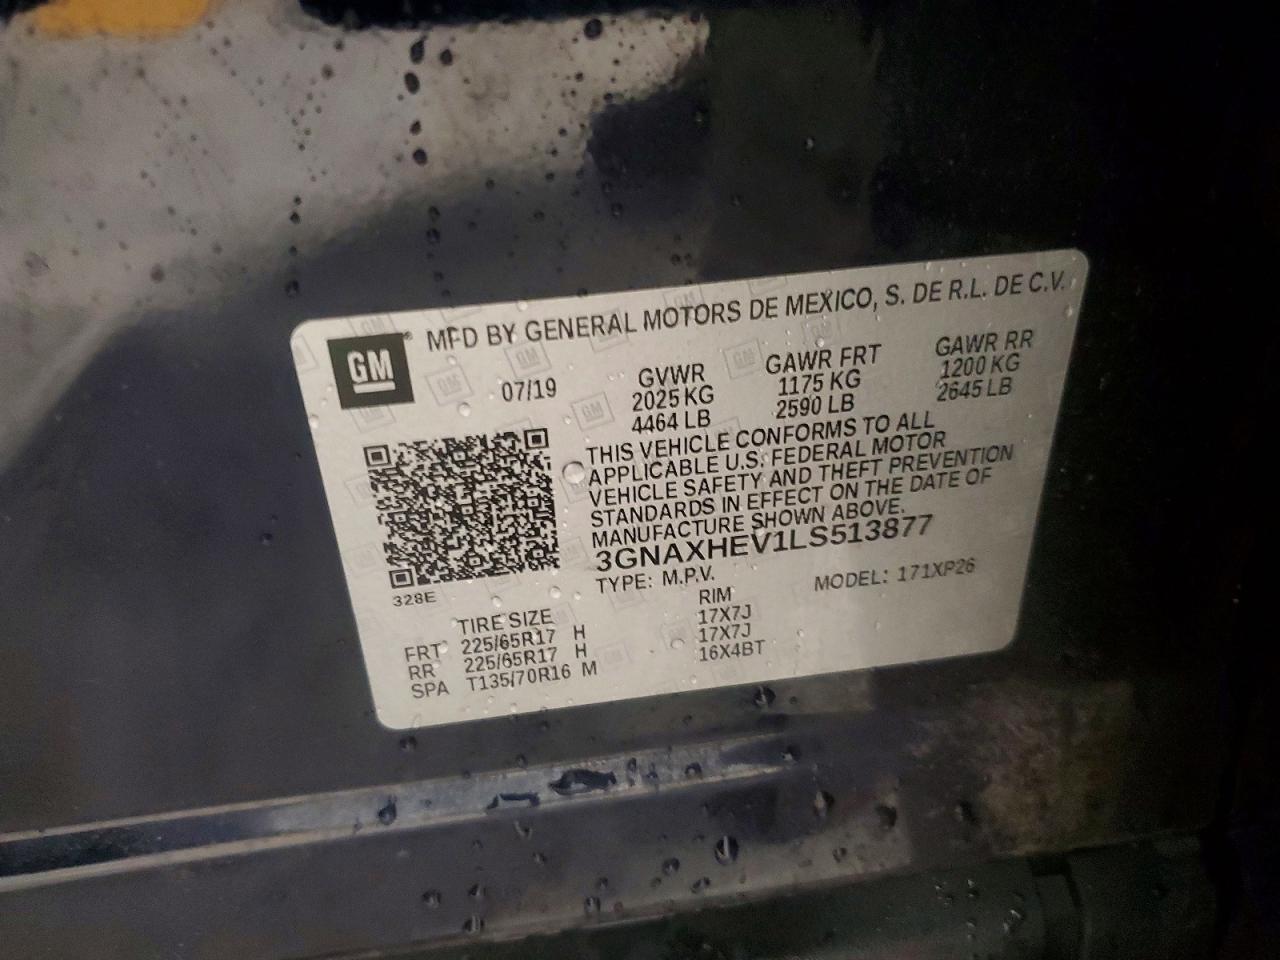 GM® MFD BY GENERAL MOTORS DE MEXICO, S. DE R.L. DE C.V.
07/19 GVWR GAWR FRT GAWR RR
2025 KG 1175 KG 1200 KG
4464 LB 2590 LB 2645 LB
THIS VEHICLE CONFORMS TO ALL
APPLICABLE U.S. FEDERAL MOTOR
VEHICLE SAFETY AND THEFT PREVENTION
STANDARDS IN EFFECT ON THE DATE OF
MANUFACTURE SHOWN ABOVE.
3GNAXHEV1LS513877
TYPE: M.P.V. MODEL: 171XP26
328E
TIRE SIZE RIM
FRT 225/65R17 H 17X7J
RR 225/65R17 H 17X7J
SPA T135/70R16 M 16X4BT